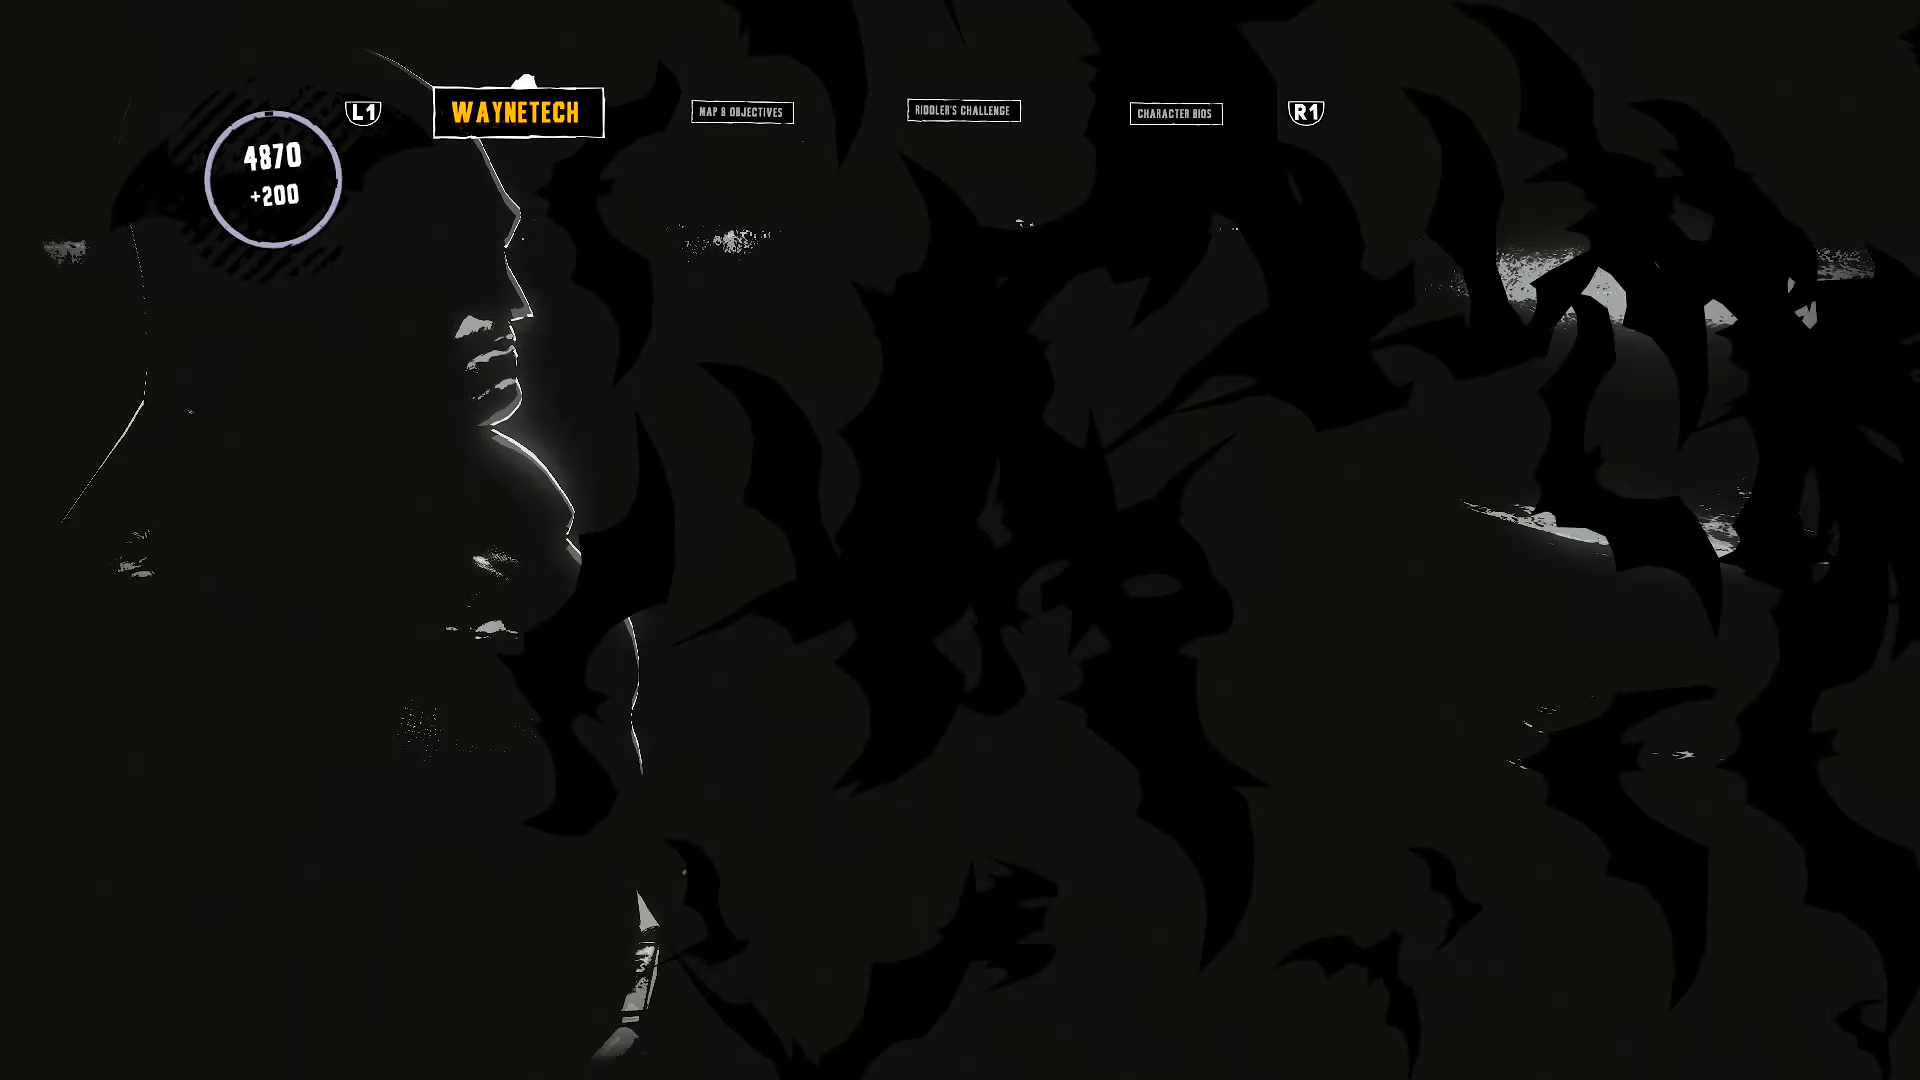 L1
WAYNETECH
MAP & OBJECTIVES
RIDDLER'S CHALLENGE
CHARACTER BIOS
R1
4870
+200